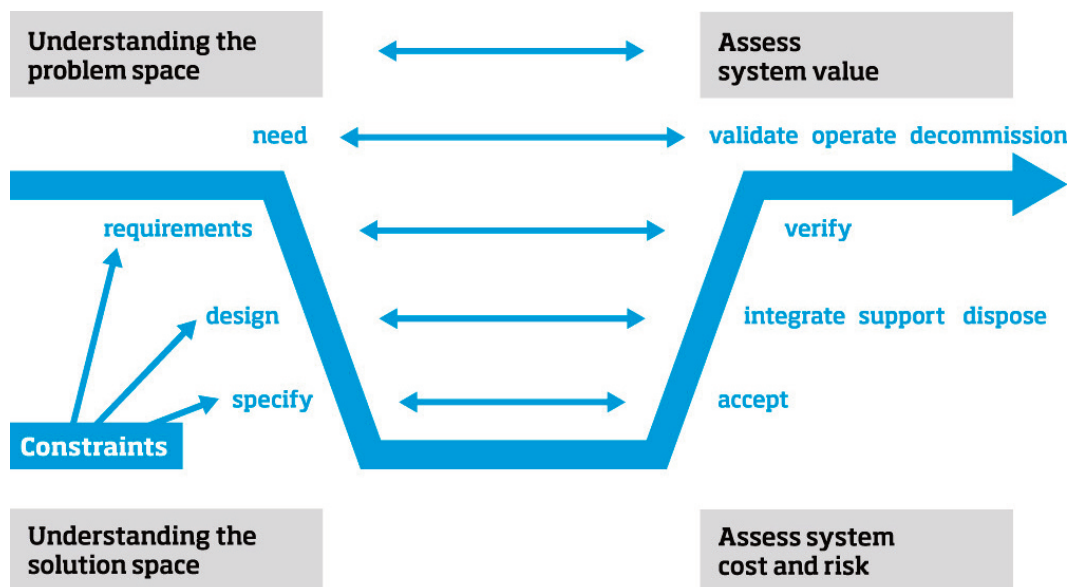 Understanding the
problem space
Assess
system value
need
validate operate decommission
requirements
verify
design
integrate support dispose
specify
accept
Constraints
Understanding the
solution space
Assess system
cost and risk